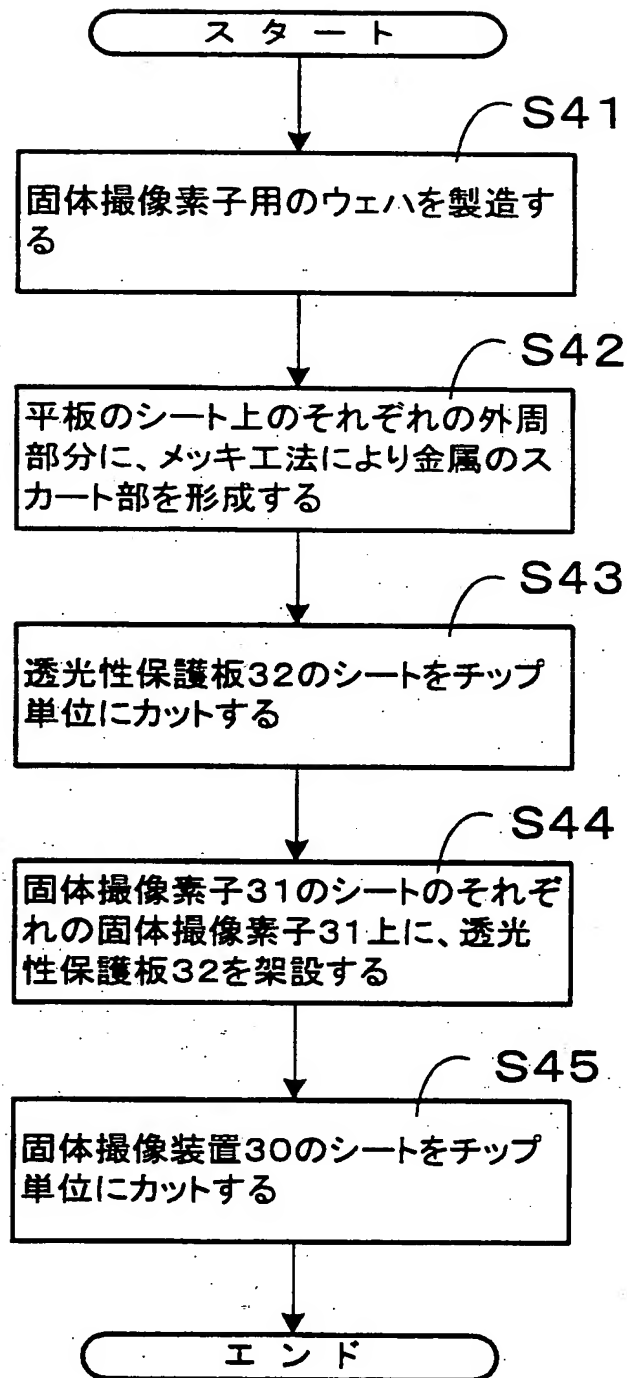 スタート
S41
固体撮像素子用のウェハを製造す
る
S42
平板のシート上のそれぞれの外周
部分に、メッキ工法により金属のス
カート部を形成する
S43
透光性保護板32のシートをチップ
単位にカットする
S44
固体撮像素子31のシートのそれぞ
れの固体撮像素子31上に、透光
性保護板32を架設する
S45
固体撮像装置30のシートをチップ
単位にカットする
エンド